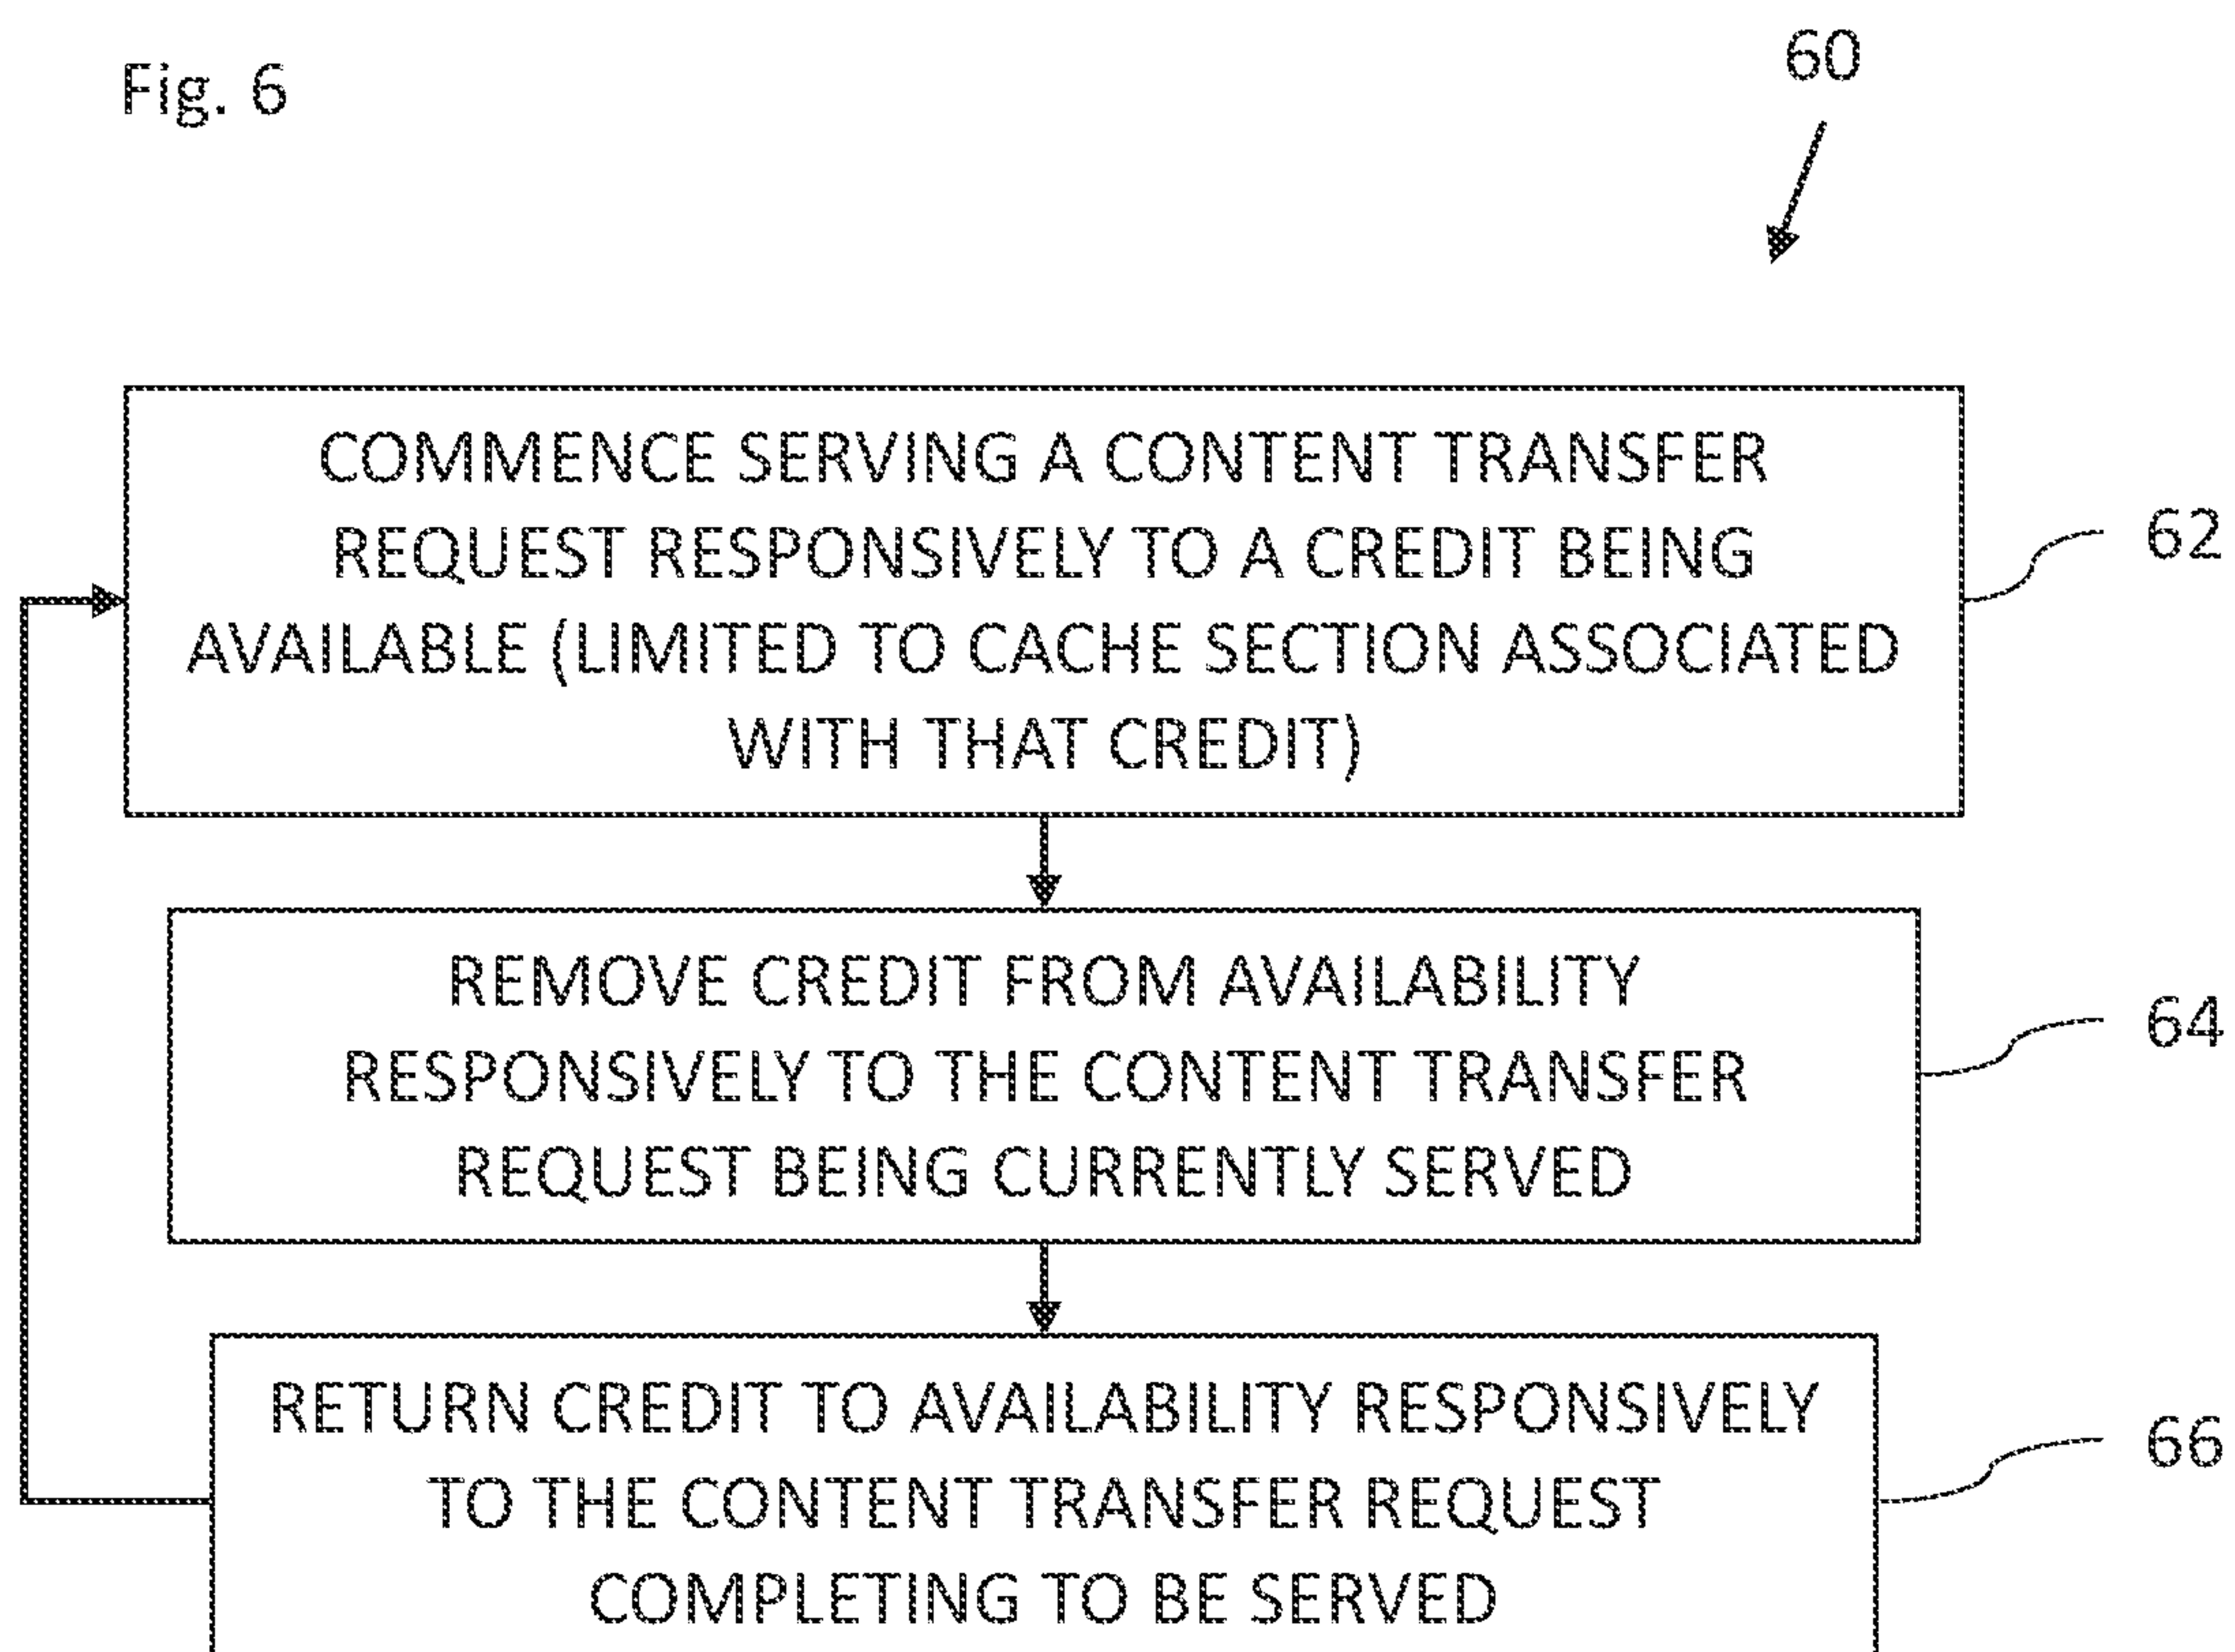 Fig. 6
60
COMMENCE SERVING A CONTENT TRANSFER
REQUEST RESPONSIVELY TO A CREDIT BEING
AVAILABLE (LIMITED TO CACHE SECTION ASSOCIATED
WITH THAT CREDIT)
62
REMOVE CREDIT FROM AVAILABILITY
RESPONSIVELY TO THE CONTENT TRANSFER
REQUEST BEING CURRENTLY SERVED
64
RETURN CREDIT TO AVAILABILITY RESPONSIVELY
TO THE CONTENT TRANSFER REQUEST
COMPLETING TO BE SERVED
66